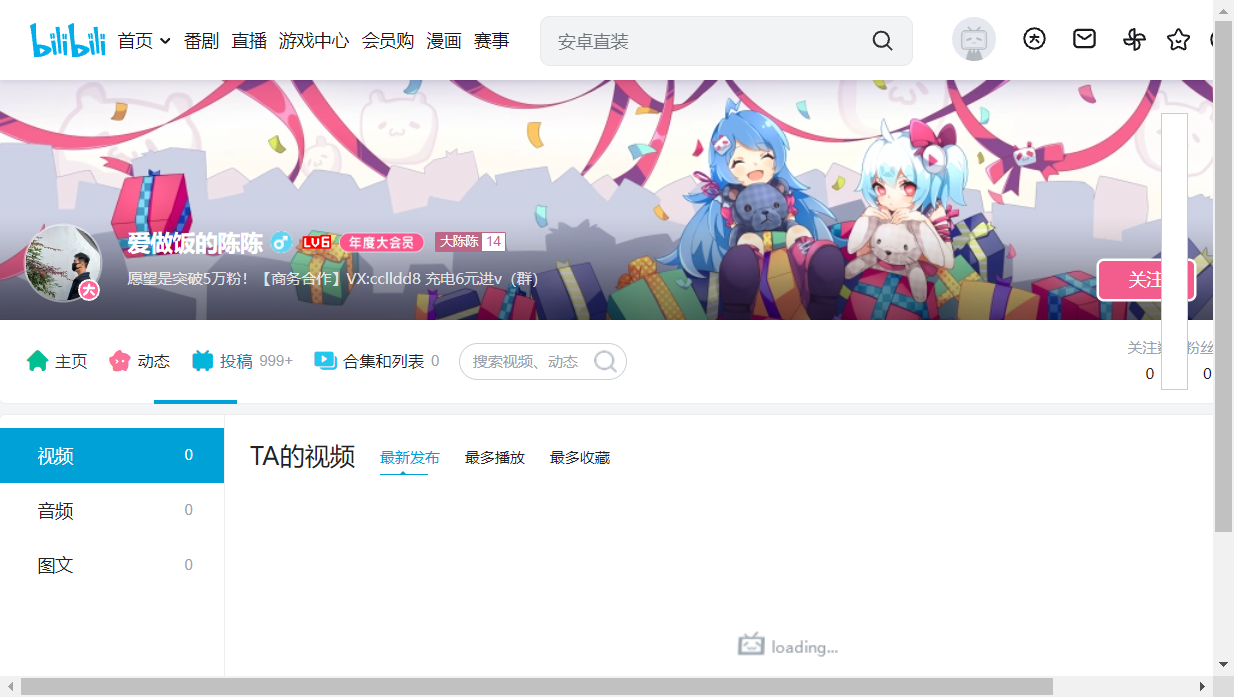 bilibili 首页 番剧 直播 游戏中心 会员购 漫画 赛事 安卓直装
爱做饭的陈陈 LV6 年度大会员 大陈陈 14
愿望是突破5万粉！【商务合作】VX:cclldd8 充电6元进v（群）
关注
主页 动态 投稿 999+ 合集和列表 0 搜索视频、动态 关注数 粉丝
0 0
视频 0 TA的视频 最新发布 最多播放 最多收藏
音频 0
图文 0
loading...